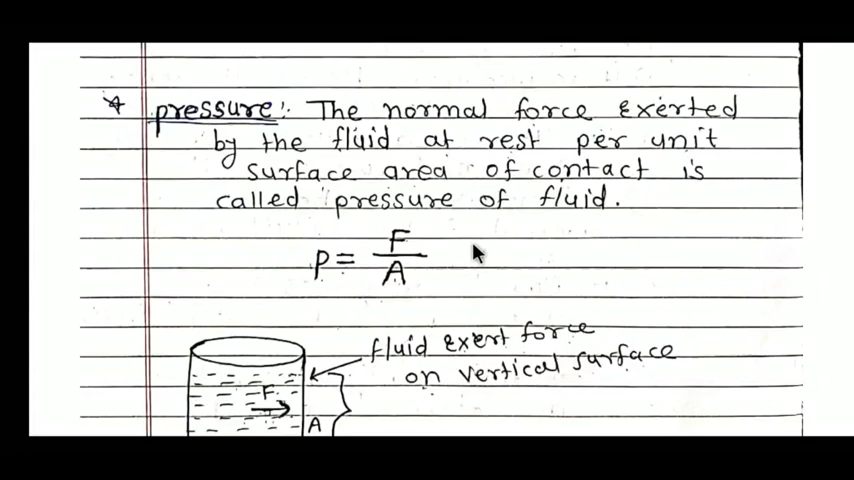 * pressure:- The normal force exerted
by the fluid at rest per unit
surface area of contact is
called pressure of fluid.
P = F/A
fluid exert force
on vertical surface
F
A